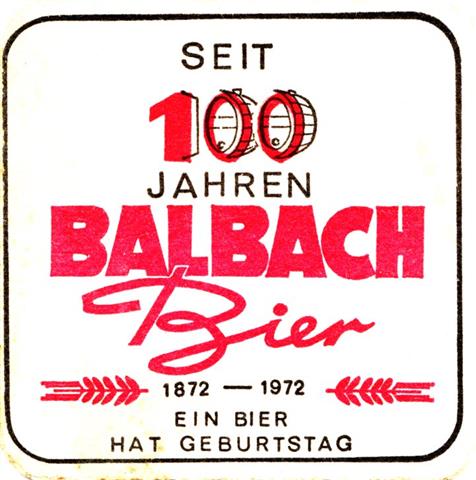 SEIT
100
JAHREN
BALBACH
Bier
1872 — 1972
EIN BIER
HAT GEBURTSTAG